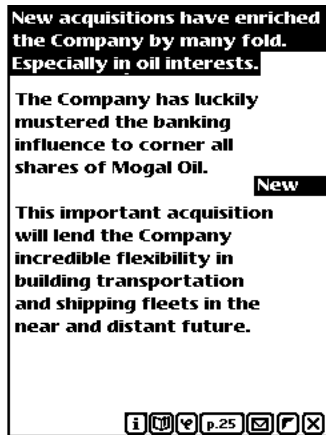 New acquisitions have enriched
the Company by many fold.
Especially in oil interests.
The Company has luckily
mustered the banking
influence to corner all
shares of Mogal Oil.
New
This important acquisition
will lend the Company
incredible flexibility in
building transportation
and shipping fleets in the
near and distant future.
p.25